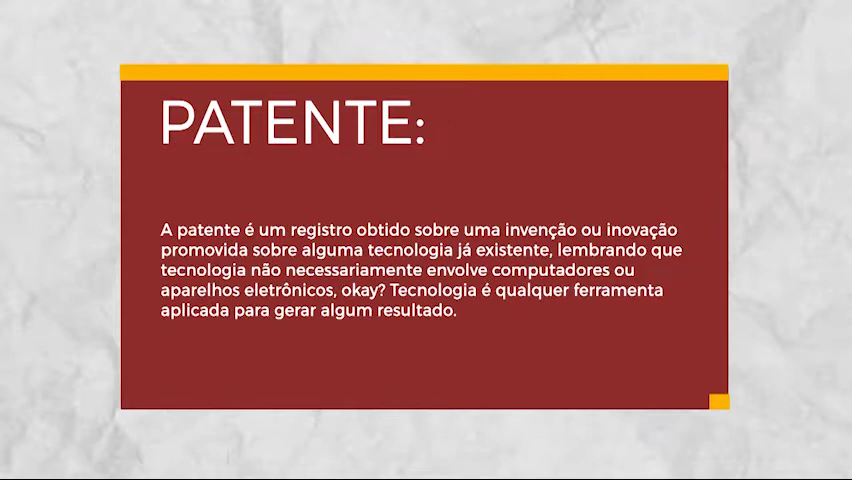 PATENTE:
A patente é um registro obtido sobre uma invenção ou inovação
promovida sobre alguma tecnologia já existente, lembrando que
tecnologia não necessariamente envolve computadores ou
aparelhos eletrônicos, okay? Tecnologia é qualquer ferramenta
aplicada para gerar algum resultado.